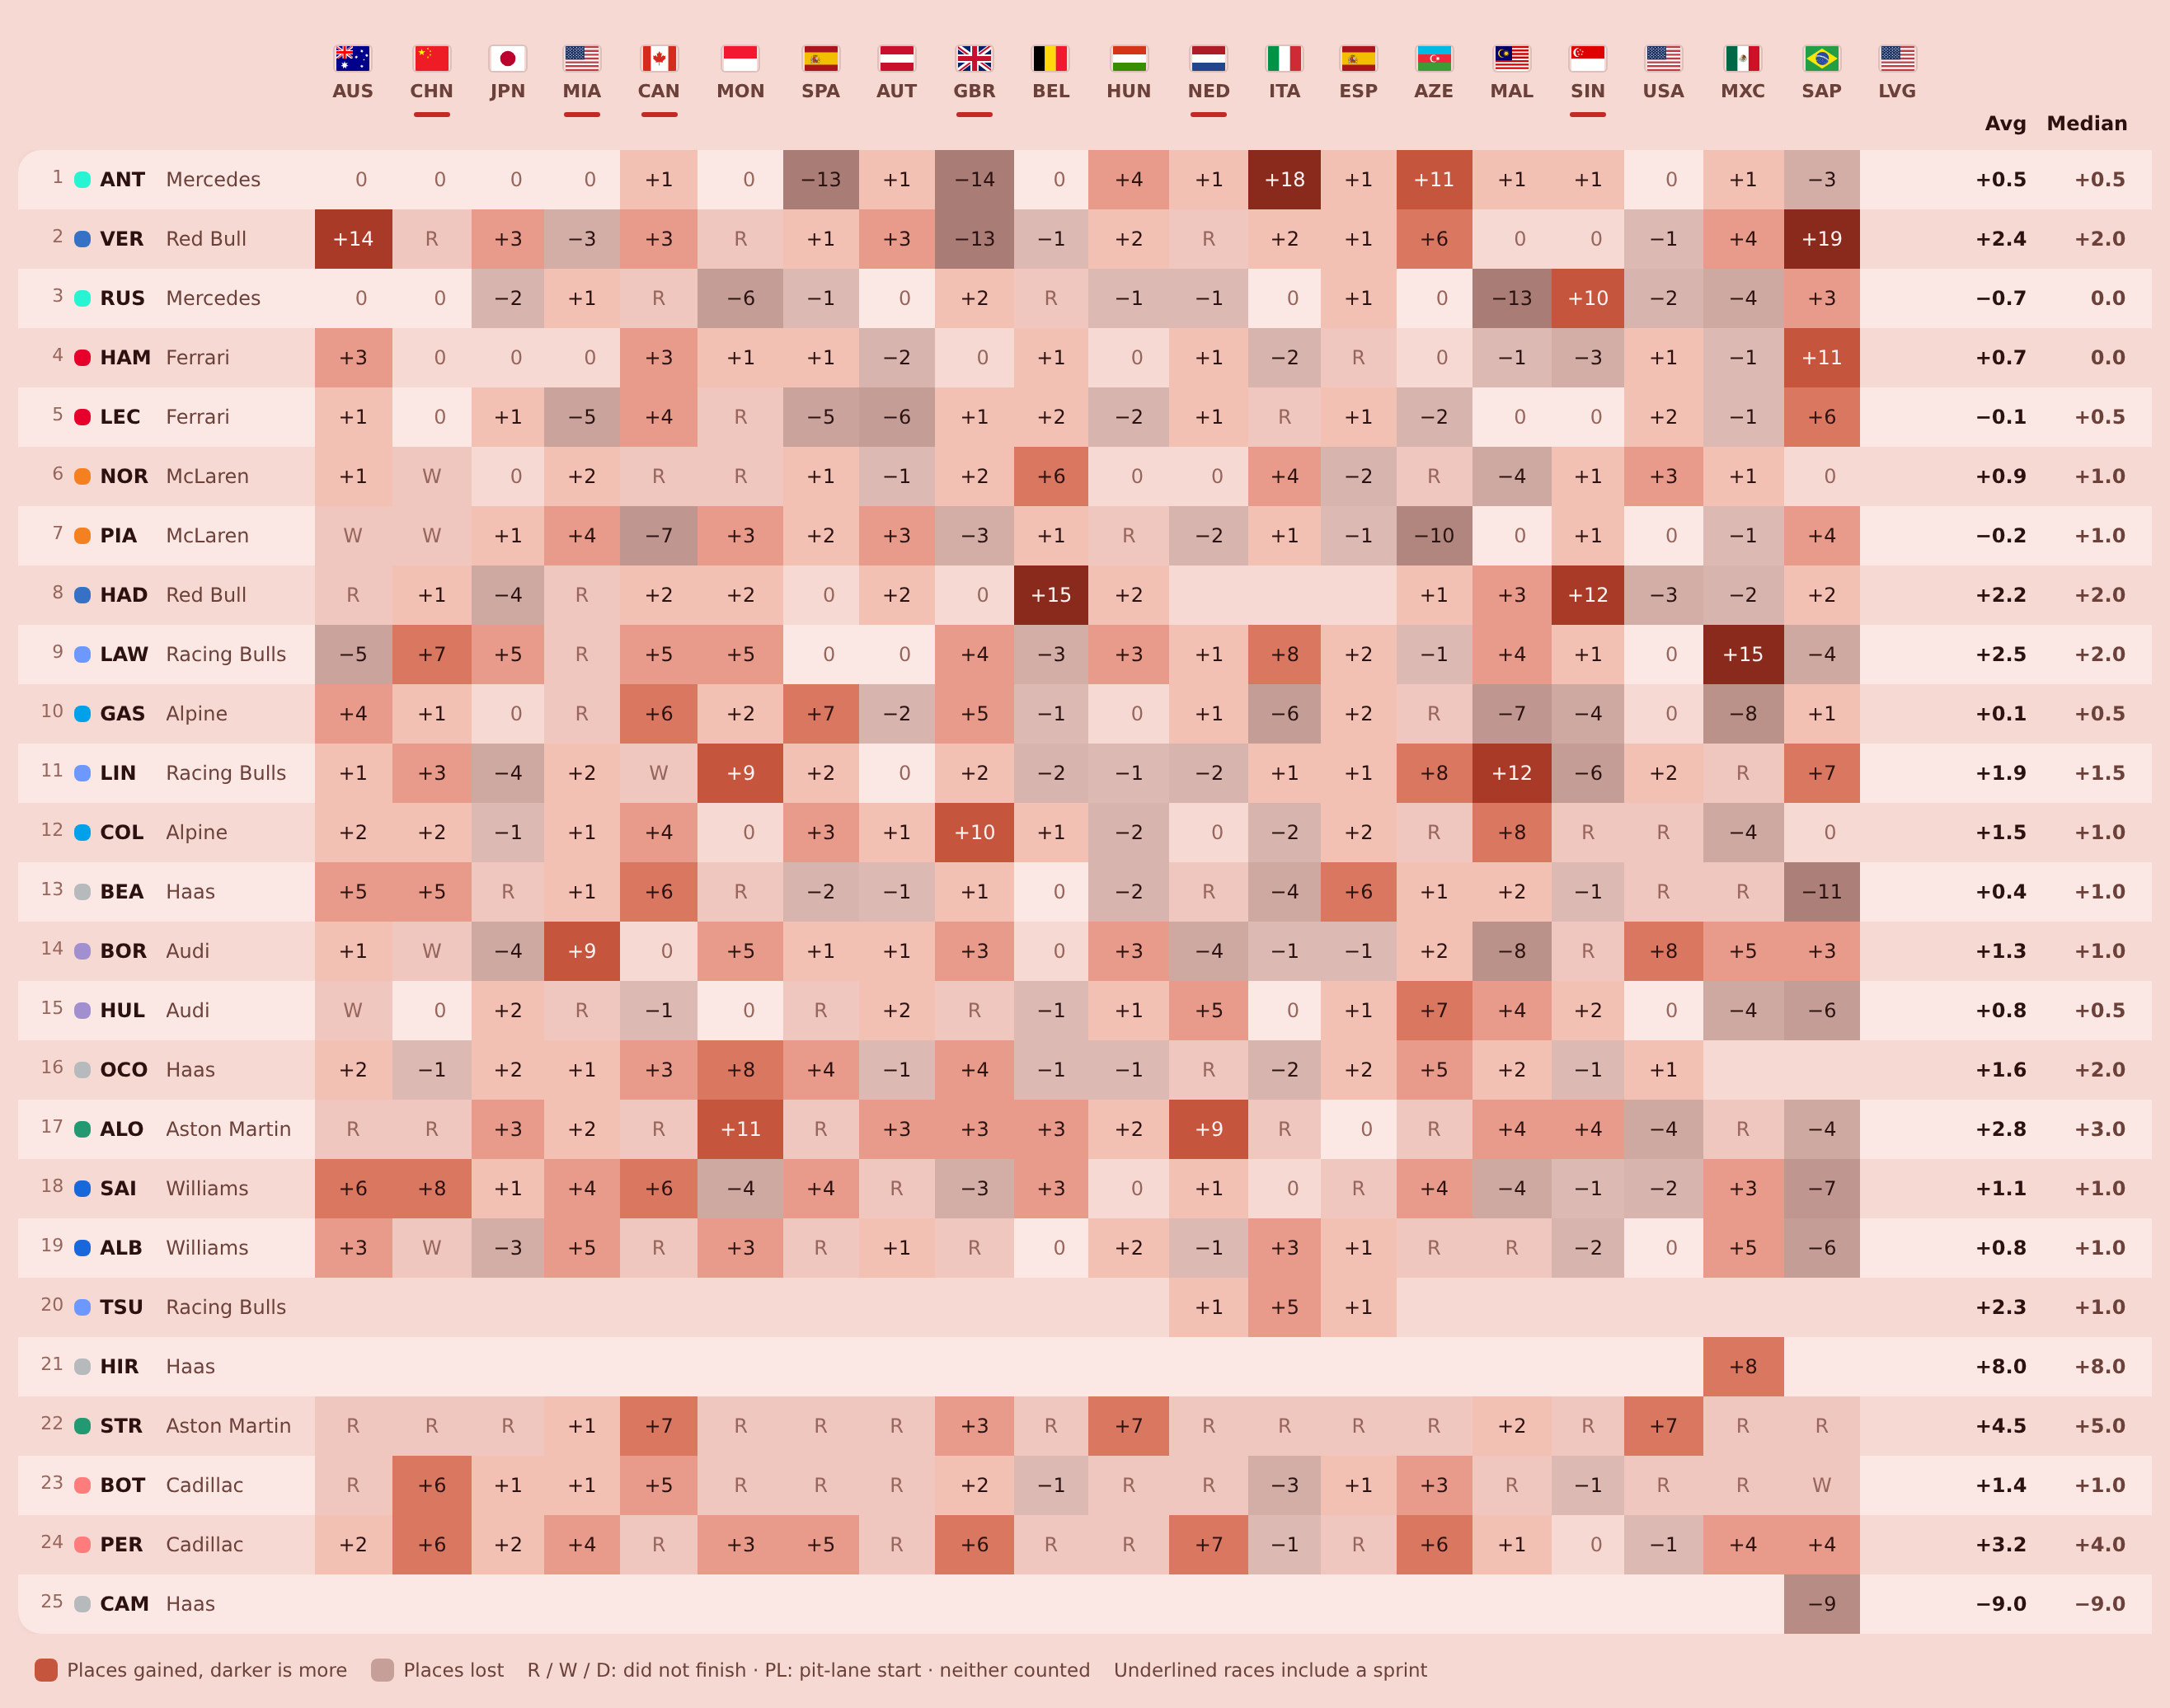 AUS CHN JPN MIA CAN MON SPA AUT GBR BEL HUN NED ITA ESP AZE MAL SIN USA MXC SAP LVG
Avg Median
1 ANT Mercedes 0 0 0 0 +1 0 −13 +1 −14 0 +4 +1 +18 +1 +11 +1 +1 0 +1 −3 +0.5 +0.5
2 VER Red Bull +14 R +3 −3 +3 R +1 +3 −13 −1 +2 R +2 +1 +6 0 0 −1 +4 +19 +2.4 +2.0
3 RUS Mercedes 0 0 −2 +1 R −6 −1 0 +2 R −1 −1 0 +1 0 −13 +10 −2 −4 +3 −0.7 0.0
4 HAM Ferrari +3 0 0 0 +3 +1 +1 −2 0 +1 0 +1 −2 R 0 −1 −3 +1 −1 +11 +0.7 0.0
5 LEC Ferrari +1 0 +1 −5 +4 R −5 −6 +1 +2 −2 +1 R +1 −2 0 0 +2 −1 +6 −0.1 +0.5
6 NOR McLaren +1 W 0 +2 R R +1 −1 +2 +6 0 0 +4 −2 R −4 +1 +3 +1 0 +0.9 +1.0
7 PIA McLaren W W +1 +4 −7 +3 +2 +3 −3 +1 R −2 +1 −1 −10 0 +1 0 −1 +4 −0.2 +1.0
8 HAD Red Bull R +1 −4 R +2 +2 0 +2 0 +15 +2 +1 +3 +12 −3 −2 +2 +2.2 +2.0
9 LAW Racing Bulls −5 +7 +5 R +5 +5 0 0 +4 −3 +3 +1 +8 +2 −1 +4 +1 0 +15 −4 +2.5 +2.0
10 GAS Alpine +4 +1 0 R +6 +2 +7 −2 +5 −1 0 +1 −6 +2 R −7 −4 0 −8 +1 +0.1 +0.5
11 LIN Racing Bulls +1 +3 −4 +2 W +9 +2 0 +2 −2 −1 −2 +1 +1 +8 +12 −6 +2 R +7 +1.9 +1.5
12 COL Alpine +2 +2 −1 +1 +4 0 +3 +1 +10 +1 −2 0 −2 +2 R +8 R R −4 0 +1.5 +1.0
13 BEA Haas +5 +5 R +1 +6 R −2 −1 +1 0 −2 R −4 +6 +1 +2 −1 R R −11 +0.4 +1.0
14 BOR Audi +1 W −4 +9 0 +5 +1 +1 +3 0 +3 −4 −1 −1 +2 −8 R +8 +5 +3 +1.3 +1.0
15 HUL Audi W 0 +2 R −1 0 R +2 R −1 +1 +5 0 +1 +7 +4 +2 0 −4 −6 +0.8 +0.5
16 OCO Haas +2 −1 +2 +1 +3 +8 +4 −1 +4 −1 −1 R −2 +2 +5 +2 −1 +1 +1.6 +2.0
17 ALO Aston Martin R R +3 +2 R +11 R +3 +3 +3 +2 +9 R 0 R +4 +4 −4 R −4 +2.8 +3.0
18 SAI Williams +6 +8 +1 +4 +6 −4 +4 R −3 +3 0 +1 0 R +4 −4 −1 −2 +3 −7 +1.1 +1.0
19 ALB Williams +3 W −3 +5 R +3 R +1 R 0 +2 −1 +3 +1 R R −2 0 +5 −6 +0.8 +1.0
20 TSU Racing Bulls +1 +5 +1 +2.3 +1.0
21 HIR Haas +8 +8.0 +8.0
22 STR Aston Martin R R R +1 +7 R R R +3 R +7 R R R R +2 R +7 R R +4.5 +5.0
23 BOT Cadillac R +6 +1 +1 +5 R R R +2 −1 R R −3 +1 +3 R −1 R R W +1.4 +1.0
24 PER Cadillac +2 +6 +2 +4 R +3 +5 R +6 R R +7 −1 R +6 +1 0 −1 +4 +4 +3.2 +4.0
25 CAM Haas −9 −9.0 −9.0
Places gained, darker is more Places lost R / W / D: did not finish · PL: pit-lane start · neither counted Underlined races include a sprint